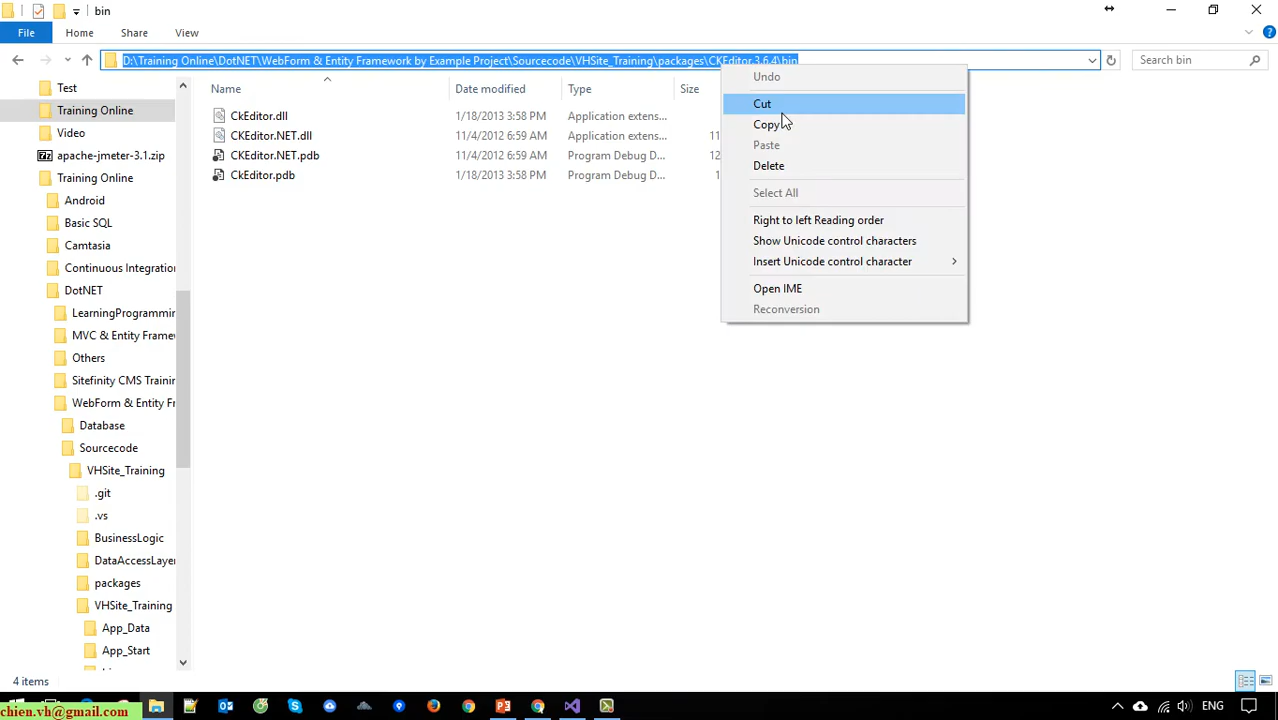 bin
File
Home
Share
View
D:\Training Online\DotNET\WebForm & Entity Framework by Example Project\Sourcecode\VHSite_Training\packages\CKEditor.3.6.4\bin
Search bin
Test
Training Online
Video
apache-jmeter-3.1.zip
Training Online
Android
Basic SQL
Camtasia
Continuous Integratio
DotNET
LearningProgrammi
MVC & Entity Frame
Others
Sitefinity CMS Traini
WebForm & Entity Fr
Database
Sourcecode
VHSite_Training
.git
.vs
BusinessLogic
DataAccessLaye
packages
VHSite_Training
App_Data
App_Start
Name
Date modified
Type
Size
CkEditor.dll
1/18/2013 3:58 PM
Application extens...
CKEditor.NET.dll
11/4/2012 6:59 AM
Application extens...
11
CKEditor.NET.pdb
11/4/2012 6:59 AM
Program Debug D...
12
CkEditor.pdb
1/18/2013 3:58 PM
Program Debug D...
1
Undo
Cut
Copy
Paste
Delete
Select All
Right to left Reading order
Show Unicode control characters
Insert Unicode control character
Open IME
Reconversion
4 items
chien.vh@gmail.com
ENG